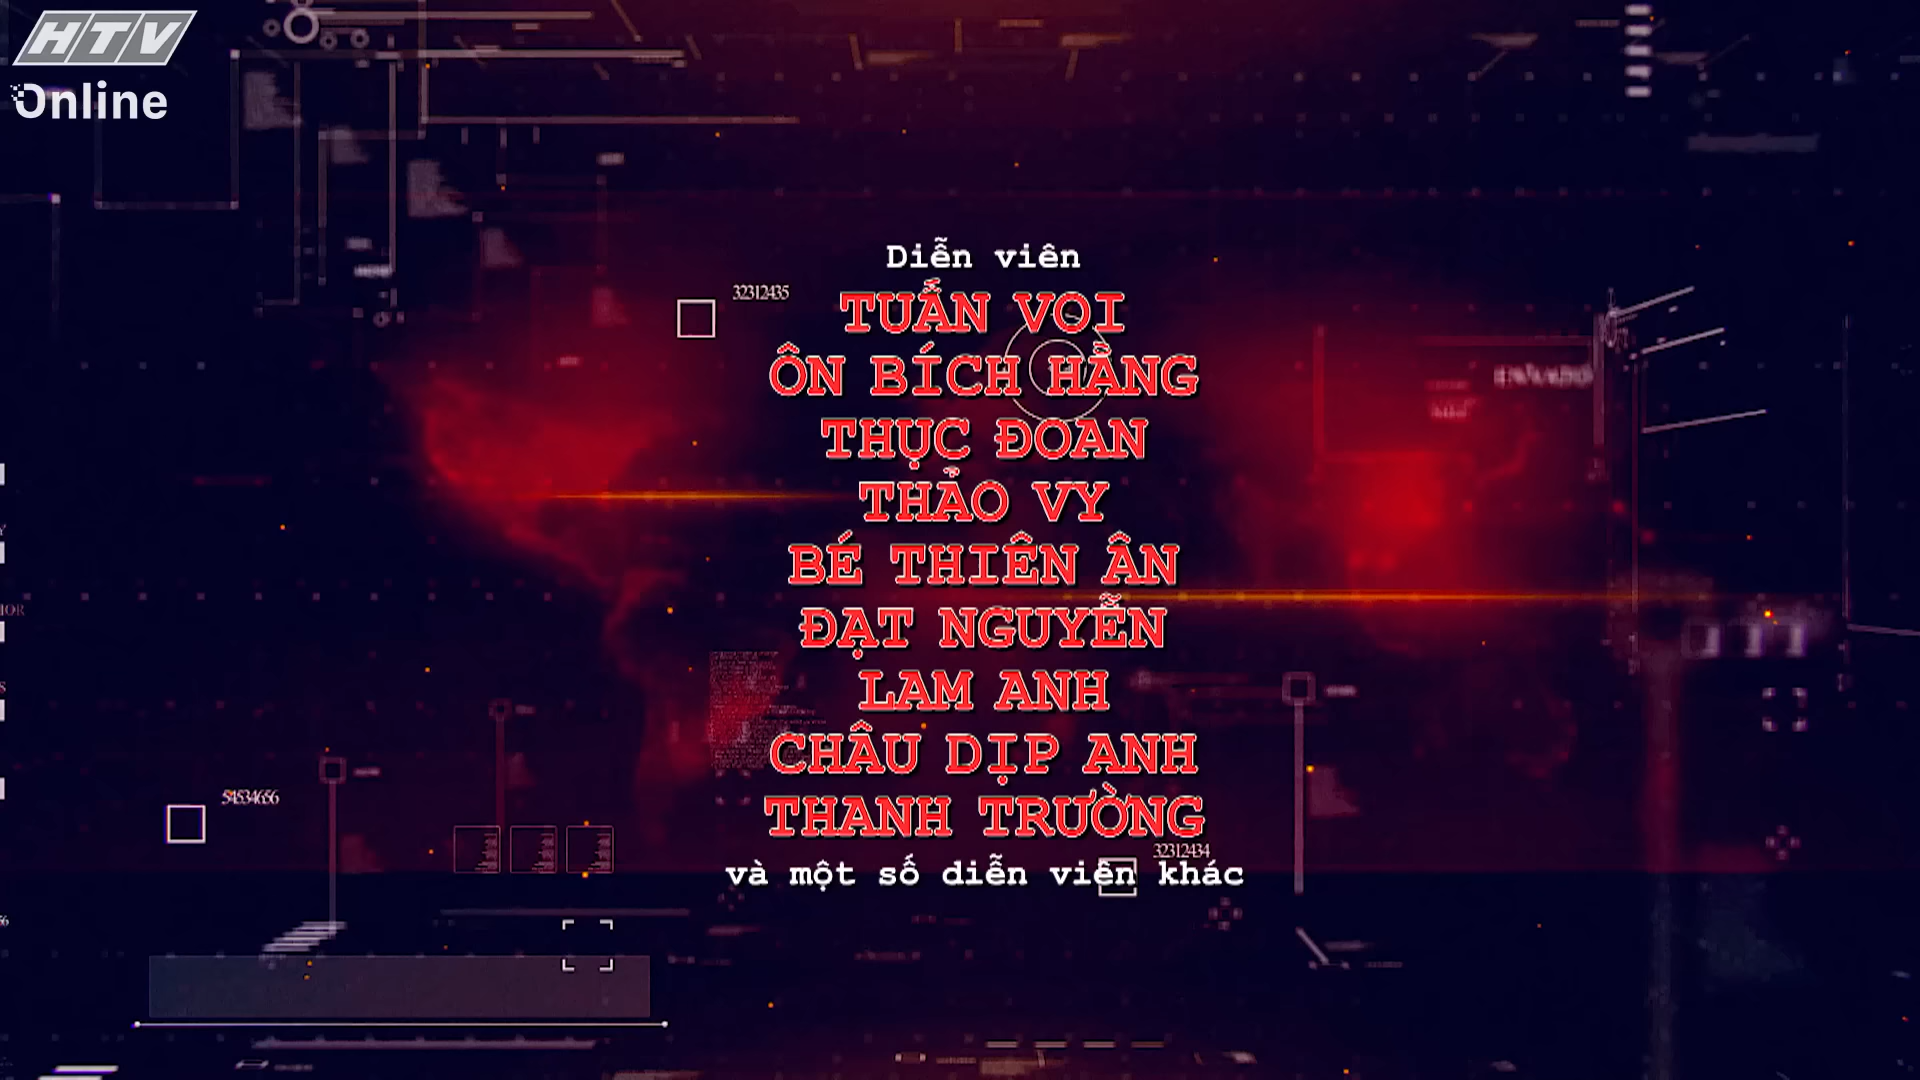 HTV
Online
Diễn viên
32312435
TUẤN VOI
ÔN BÍCH HẰNG
THỤC ĐOAN
THẢO VY
BÉ THIÊN ÂN
ĐẠT NGUYỄN
LAM ANH
CHÂU DỊP ANH
54534656
THANH TRƯỜNG
32312434
và một số diễn viên khác